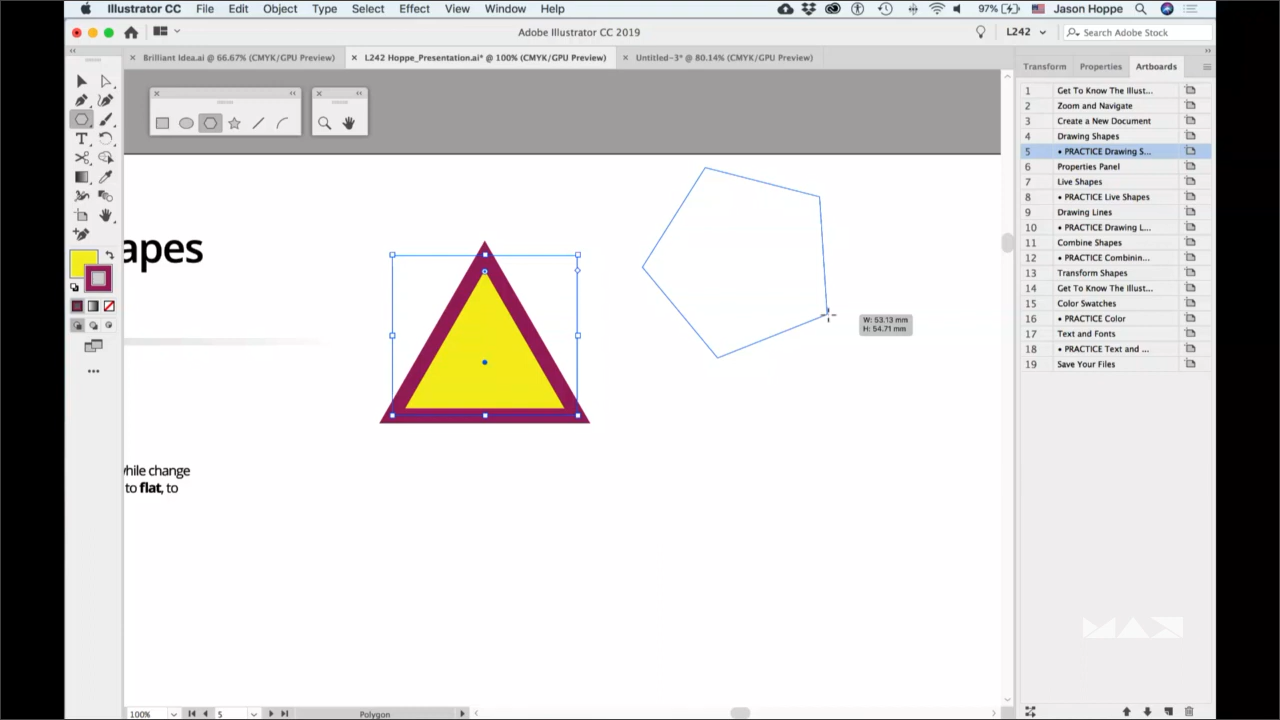 Illustrator CC File Edit Object Type Select Effect View Window Help 97% Jason Hoppe
Adobe Illustrator CC 2019 L242 Search Adobe Stock
Brilliant Idea.ai @ 66.67% (CMYK/GPU Preview) L242 Hoppe_Presentation.ai* @ 100% (CMYK/GPU Preview) Untitled-3* @ 80.14% (CMYK/GPU Preview)
Transform Properties Artboards
1 Get To Know The Illust...
2 Zoom and Navigate
3 Create a New Document
4 Drawing Shapes
5 • PRACTICE Drawing S...
6 Properties Panel
7 Live Shapes
8 • PRACTICE Live Shapes
9 Drawing Lines
10 • PRACTICE Drawing L...
11 Combine Shapes
12 • PRACTICE Combinin...
13 Transform Shapes
14 Get To Know The Illust...
15 Color Swatches
16 • PRACTICE Color
17 Text and Fonts
18 • PRACTICE Text and ...
19 Save Your Files
apes
W: 53.13 mm
H: 54.71 mm
while change
to flat, to
MAX
100% 5 Polygon